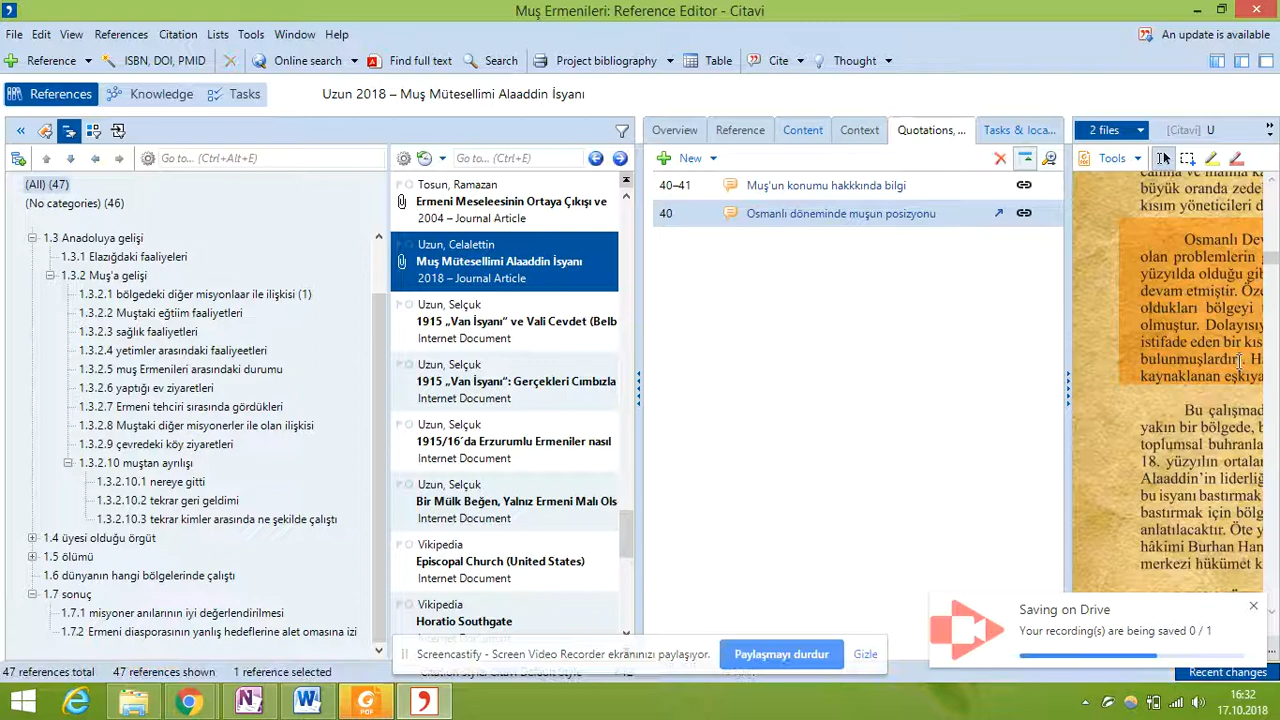 Muş Ermenileri: Reference Editor - Citavi
File Edit View References Citation Lists Tools Window Help
An update is available
Reference ISBN, DOI, PMID Online search Find full text Search Project bibliography Table Cite Thought
References Knowledge Tasks
Uzun 2018 – Muş Mütesellimi Alaaddin İsyanı
Go to... (Ctrl+Alt+E)
(All) (47)
(No categories) (46)
1.3 Anadoluya gelişi
1.3.1 Elazığdaki faaliyeleri
1.3.2 Muş'a gelişi
1.3.2.1 bölgedeki diğer misyonlaar ile ilişkisi (1)
1.3.2.2 Muştaki eğtiim faaliyetleri
1.3.2.3 sağlık faaliyetleri
1.3.2.4 yetimler arasındaki faaliyeetleri
1.3.2.5 muş Ermenileri arasındaki durumu
1.3.2.6 yaptığı ev ziyaretleri
1.3.2.7 Ermeni tehciri sırasında gördükleri
1.3.2.8 Muştaki diğer misyonerler ile olan ilişkisi
1.3.2.9 çevredeki köy ziyaretleri
1.3.2.10 muştan ayrılışı
1.3.2.10.1 nereye gitti
1.3.2.10.2 tekrar geri geldimi
1.3.2.10.3 tekrar kimler arasında ne şekilde çalıştı
1.4 üyesi olduğu örgüt
1.5 ölümü
1.6 dünyanın hangi bölgelerinde çalıştı
1.7 sonuç
1.7.1 misyoner anılarının iyi değerlendirilmesi
1.7.2 Ermeni diasporasının yanlış hedeflerine alet omasına izi
Go to... (Ctrl+E)
Tosun, Ramazan
Ermeni Meseleesinin Ortaya Çıkışı ve
2004 – Journal Article
Uzun, Celalettin
Muş Mütesellimi Alaaddin İsyanı
2018 – Journal Article
Uzun, Selçuk
1915 „Van İsyanı“ ve Vali Cevdet (Belb
Internet Document
Uzun, Selçuk
1915 „Van İsyanı“: Gerçekleri Cımbızla
Internet Document
Uzun, Selçuk
1915/16´da Erzurumlu Ermeniler nasıl
Internet Document
Uzun, Selçuk
Bir Mülk Beğen, Yalnız Ermeni Malı Ols
Internet Document
Vikipedia
Episcopal Church (United States)
Internet Document
Vikipedia
Horatio Southgate
Overview Reference Content Context Quotations, ... Tasks & loca...
New
40–41 Muş'un konumu hakkkında bilgi
40 Osmanlı döneminde muşun posizyonu
2 files [Citavi] U
Tools
büyük oranda zede
kısım yöneticileri d
Osmanlı Dev
olan problemlerin
yüzyılda olduğu gib
devam etmiştir. Öze
oldukları bölgeyi
olmuştur. Dolayısıy
istifade eden bir kıs
bulunmuşlardır. Ha
kaynaklanan eşkıya
Bu çalışmad
yakın bir bölgede, b
toplumsal buhranla
18. yüzyılın ortalar
Alaaddin'in liderliğ
bu isyanı bastırmak
bastırmak için bölg
anlatılacaktır. Öte y
hâkîmi Burhan Han
merkezi hükümet k
Saving on Drive
Your recording(s) are being saved 0 / 1
Screencastify - Screen Video Recorder ekranınızı paylaşıyor. Paylaşmayı durdur Gizle
47 references total 47 references shown 1 reference selected
Recent changes
PDF
16:32
17.10.2018